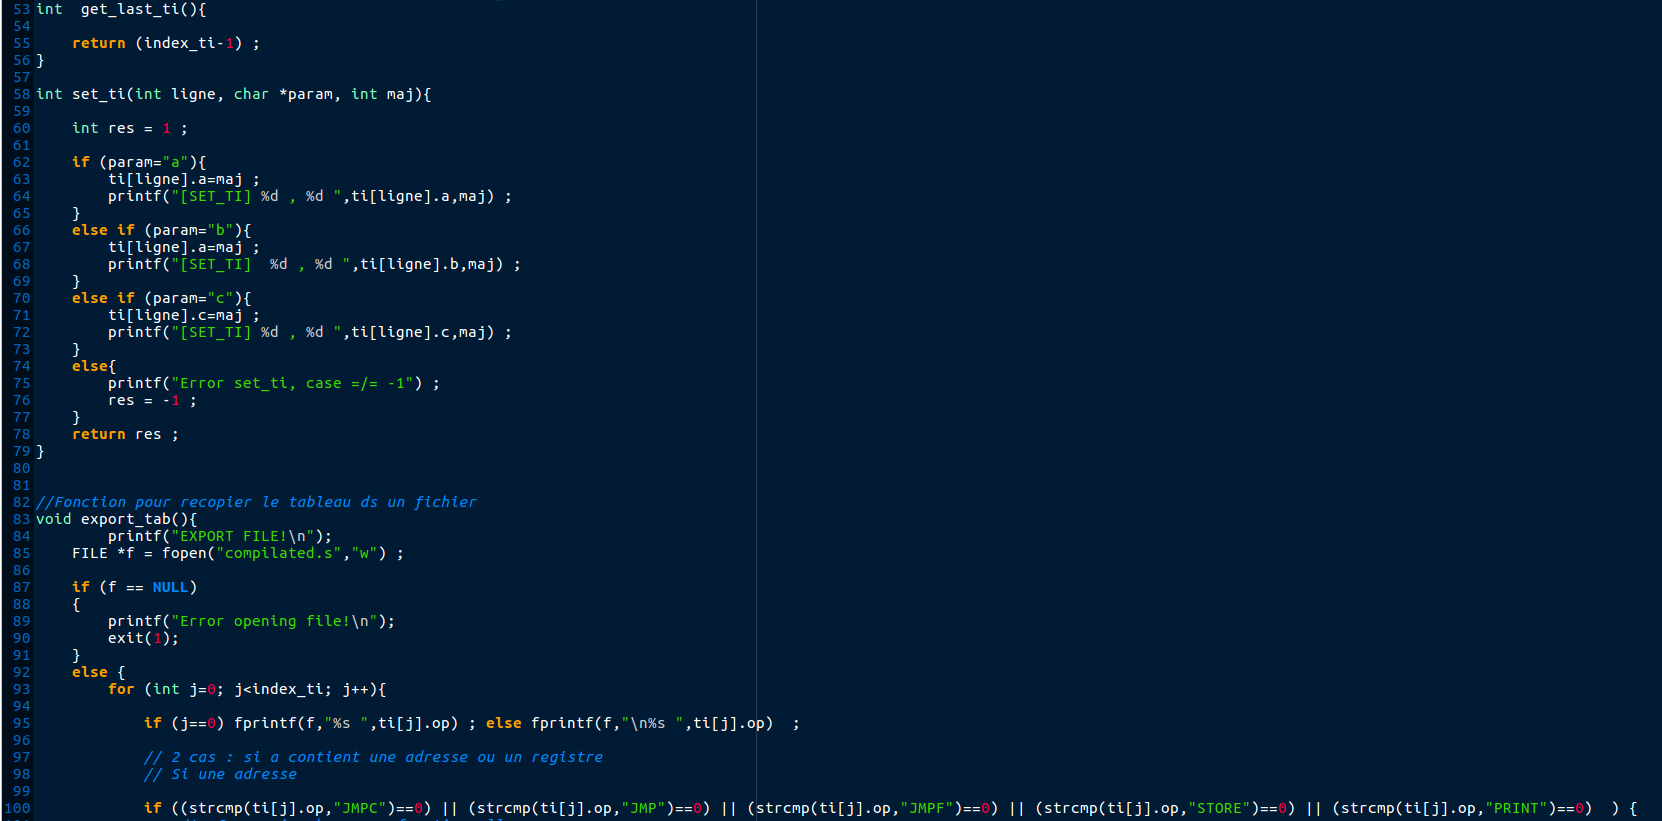 53 int  get_last_ti(){
54
55     return (index_ti-1) ;
56 }
57
58 int set_ti(int ligne, char *param, int maj){
59
60     int res = 1 ;
61
62     if (param="a"){
63         ti[ligne].a=maj ;
64         printf("[SET_TI] %d , %d ",ti[ligne].a,maj) ;
65     }
66     else if (param="b"){
67         ti[ligne].a=maj ;
68         printf("[SET_TI]  %d , %d ",ti[ligne].b,maj) ;
69     }
70     else if (param="c"){
71         ti[ligne].c=maj ;
72         printf("[SET_TI] %d , %d ",ti[ligne].c,maj) ;
73     }
74     else{
75         printf("Error set_ti, case =/= -1") ;
76         res = -1 ;
77     }
78     return res ;
79 }
80
81
82 //Fonction pour recopier le tableau ds un fichier
83 void export_tab(){
84         printf("EXPORT FILE!\n");
85     FILE *f = fopen("compilated.s","w") ;
86
87     if (f == NULL)
88     {
89         printf("Error opening file!\n");
90         exit(1);
91     }
92     else {
93         for (int j=0; j<index_ti; j++){
94
95             if (j==0) fprintf(f,"%s ",ti[j].op) ; else fprintf(f,"\n%s ",ti[j].op)  ;
96
97             // 2 cas : si a contient une adresse ou un registre
98             // Si une adresse
99
100             if ((strcmp(ti[j].op,"JMPC")==0) || (strcmp(ti[j].op,"JMP")==0) || (strcmp(ti[j].op,"JMPF")==0) || (strcmp(ti[j].op,"STORE")==0) || (strcmp(ti[j].op,"PRINT")==0)  ) {